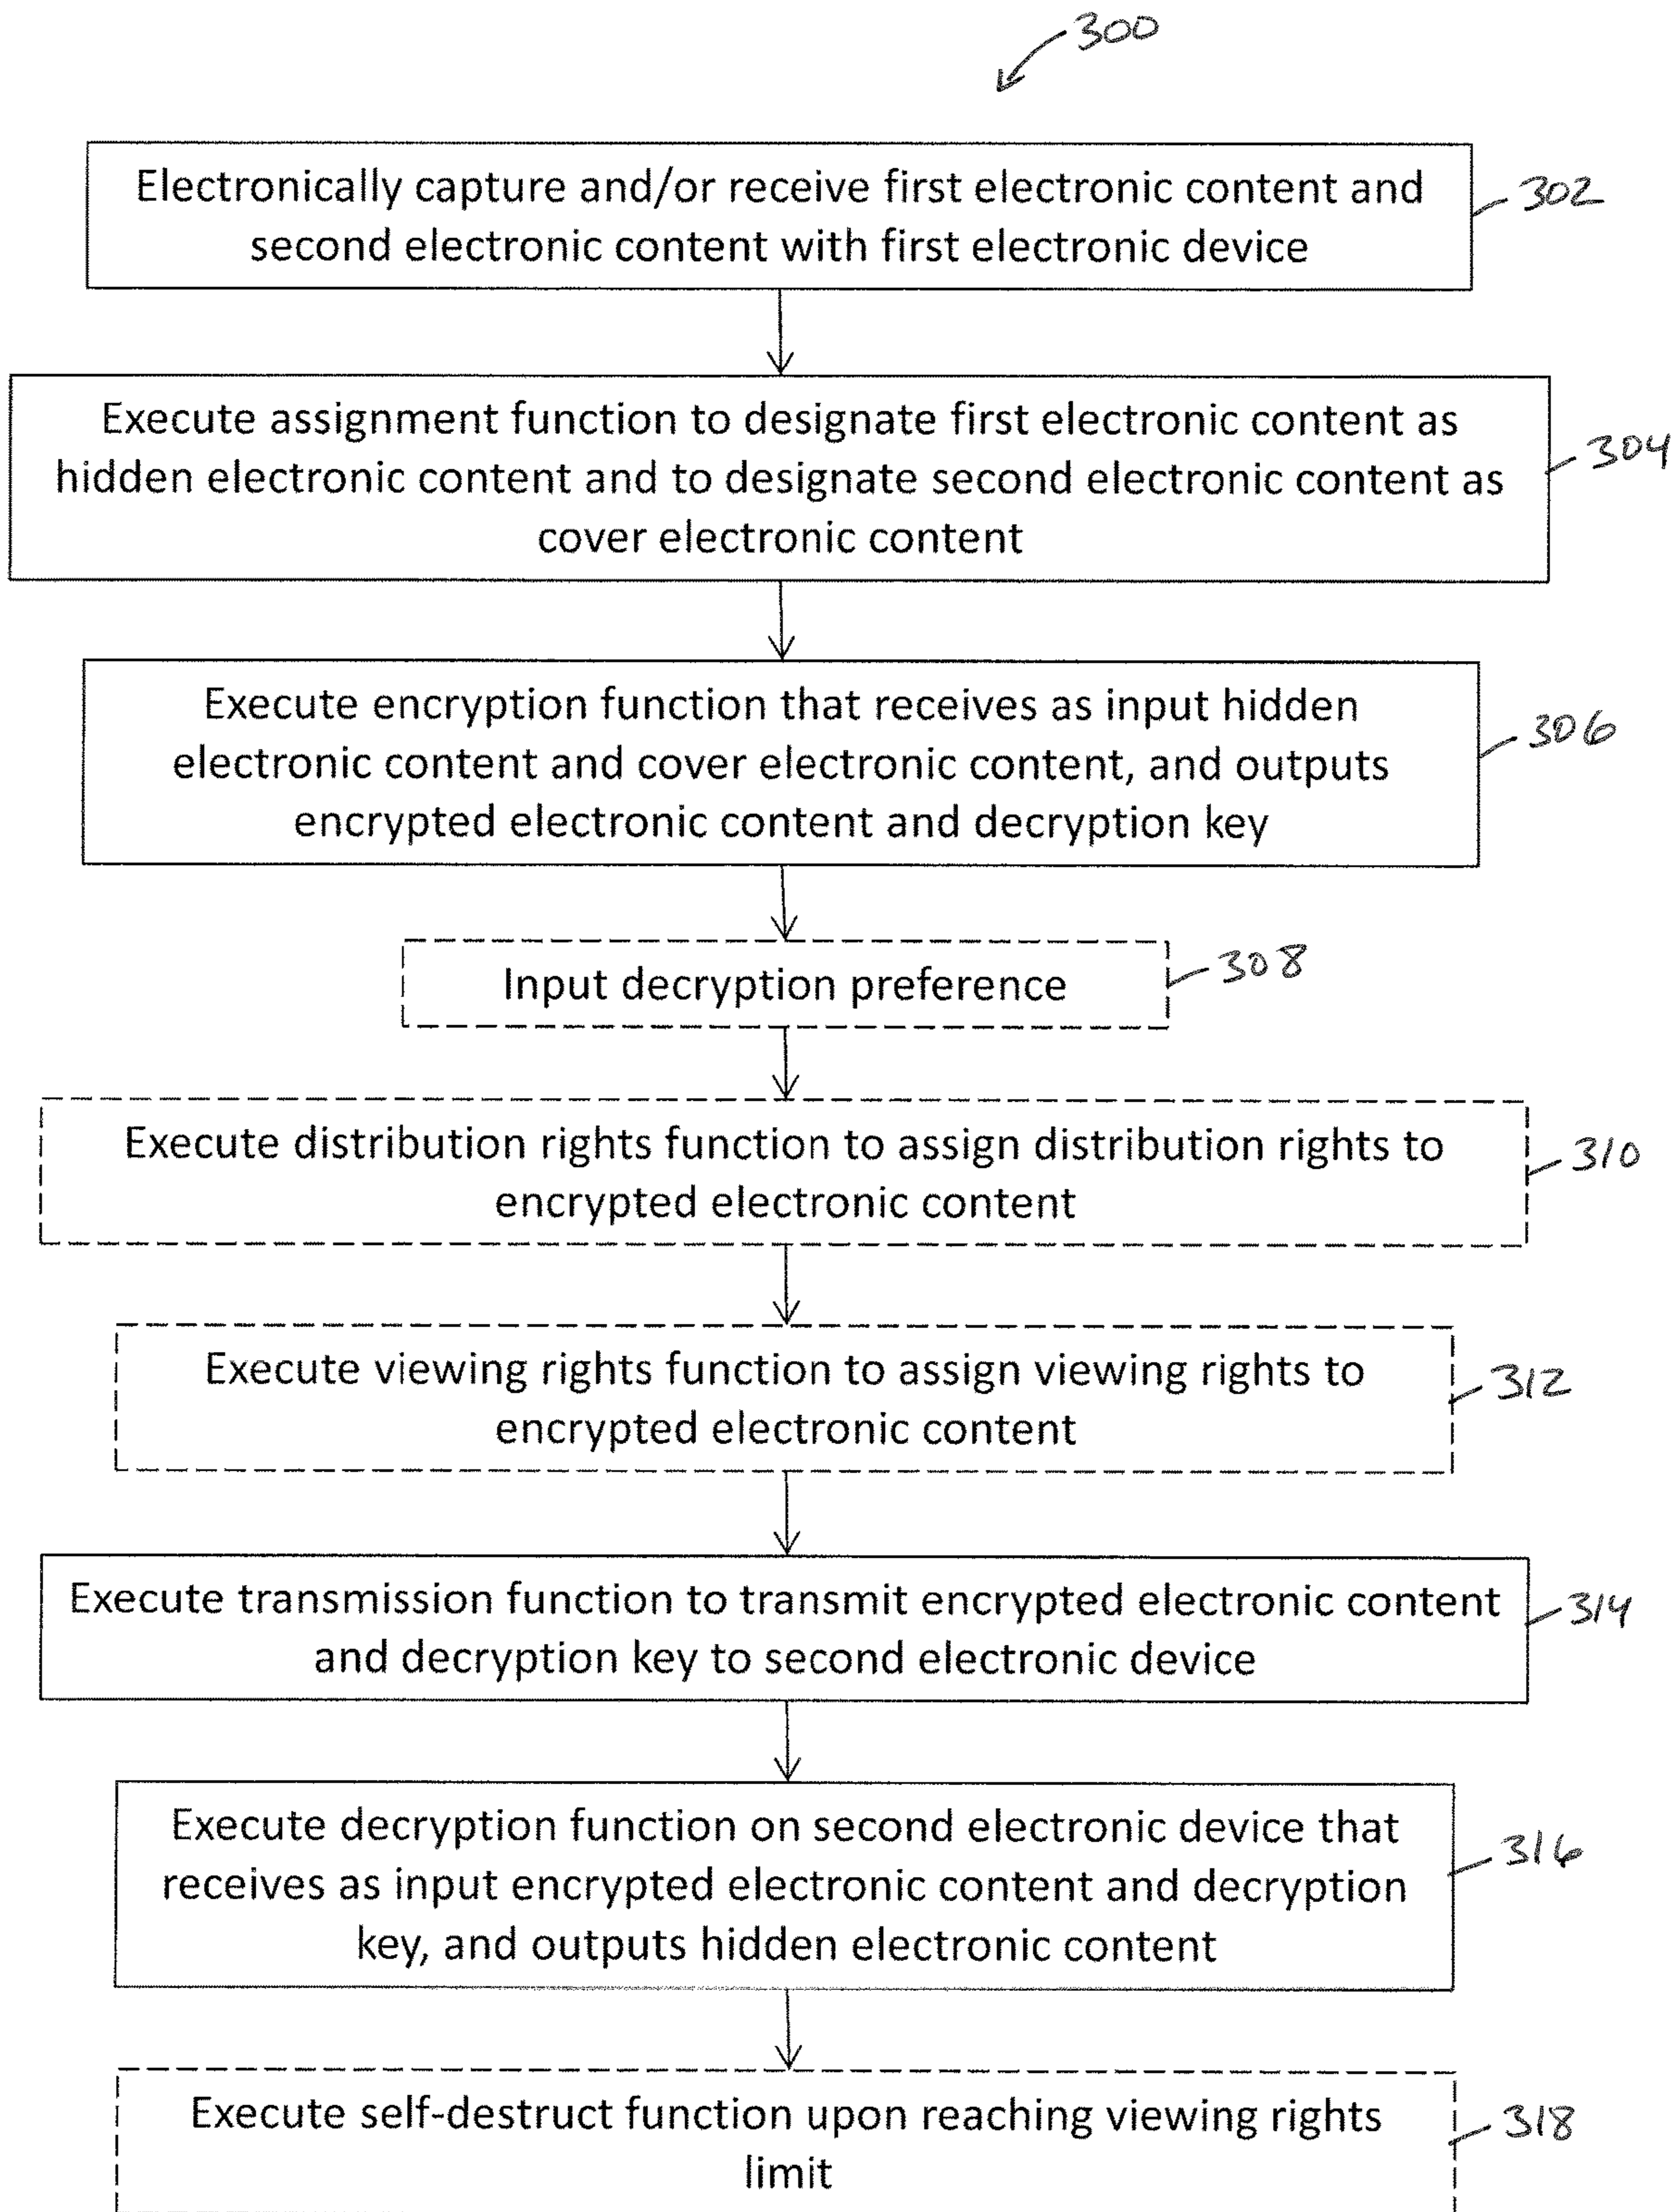 300
Electronically capture and/or receive first electronic content and
second electronic content with first electronic device
302
Execute assignment function to designate first electronic content as
hidden electronic content and to designate second electronic content as
cover electronic content
304
Execute encryption function that receives as input hidden
electronic content and cover electronic content, and outputs
encrypted electronic content and decryption key
306
Input decryption preference
308
Execute distribution rights function to assign distribution rights to
encrypted electronic content
310
Execute viewing rights function to assign viewing rights to
encrypted electronic content
312
Execute transmission function to transmit encrypted electronic content
and decryption key to second electronic device
314
Execute decryption function on second electronic device that
receives as input encrypted electronic content and decryption
key, and outputs hidden electronic content
316
Execute self-destruct function upon reaching viewing rights
limit
318